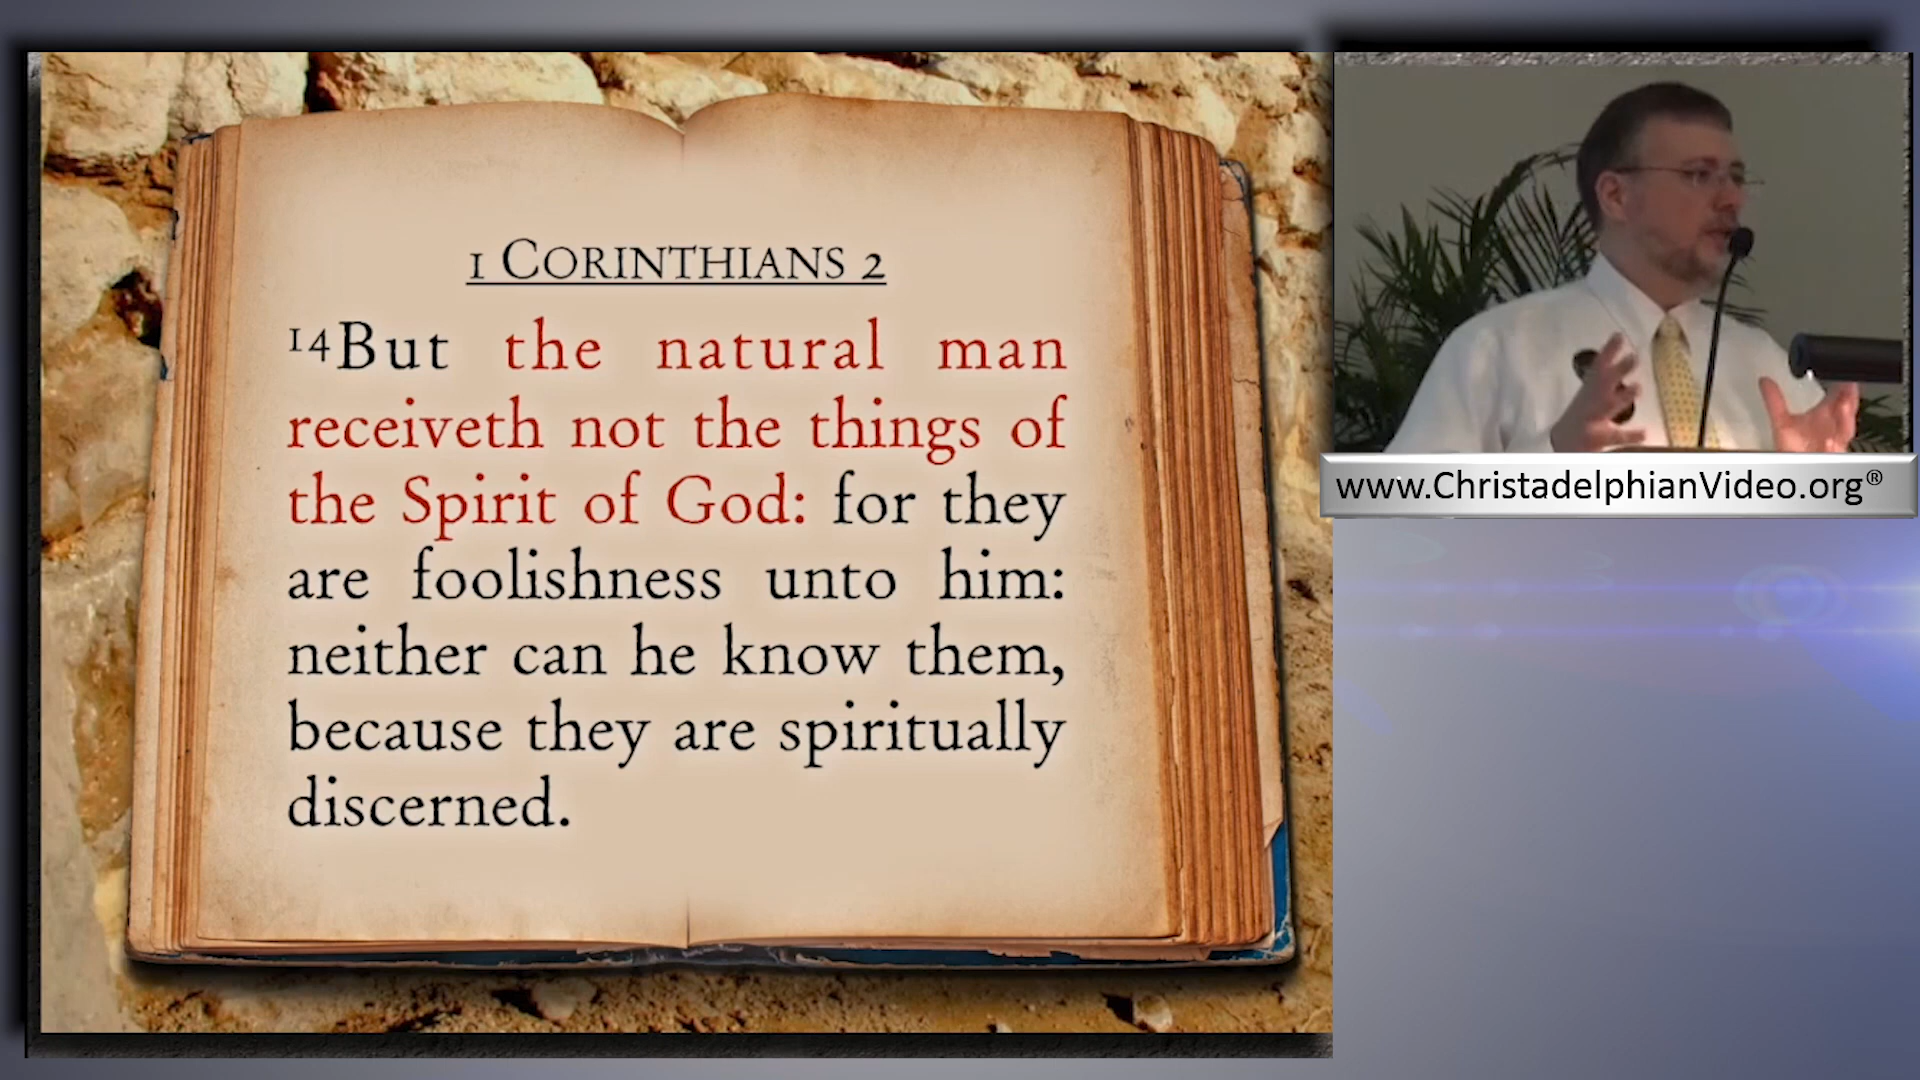 1 CORINTHIANS 2
14But the natural man
receiveth not the things of
the Spirit of God: for they
are foolishness unto him:
neither can he know them,
because they are spiritually
discerned.
www.ChristadelphianVideo.org®